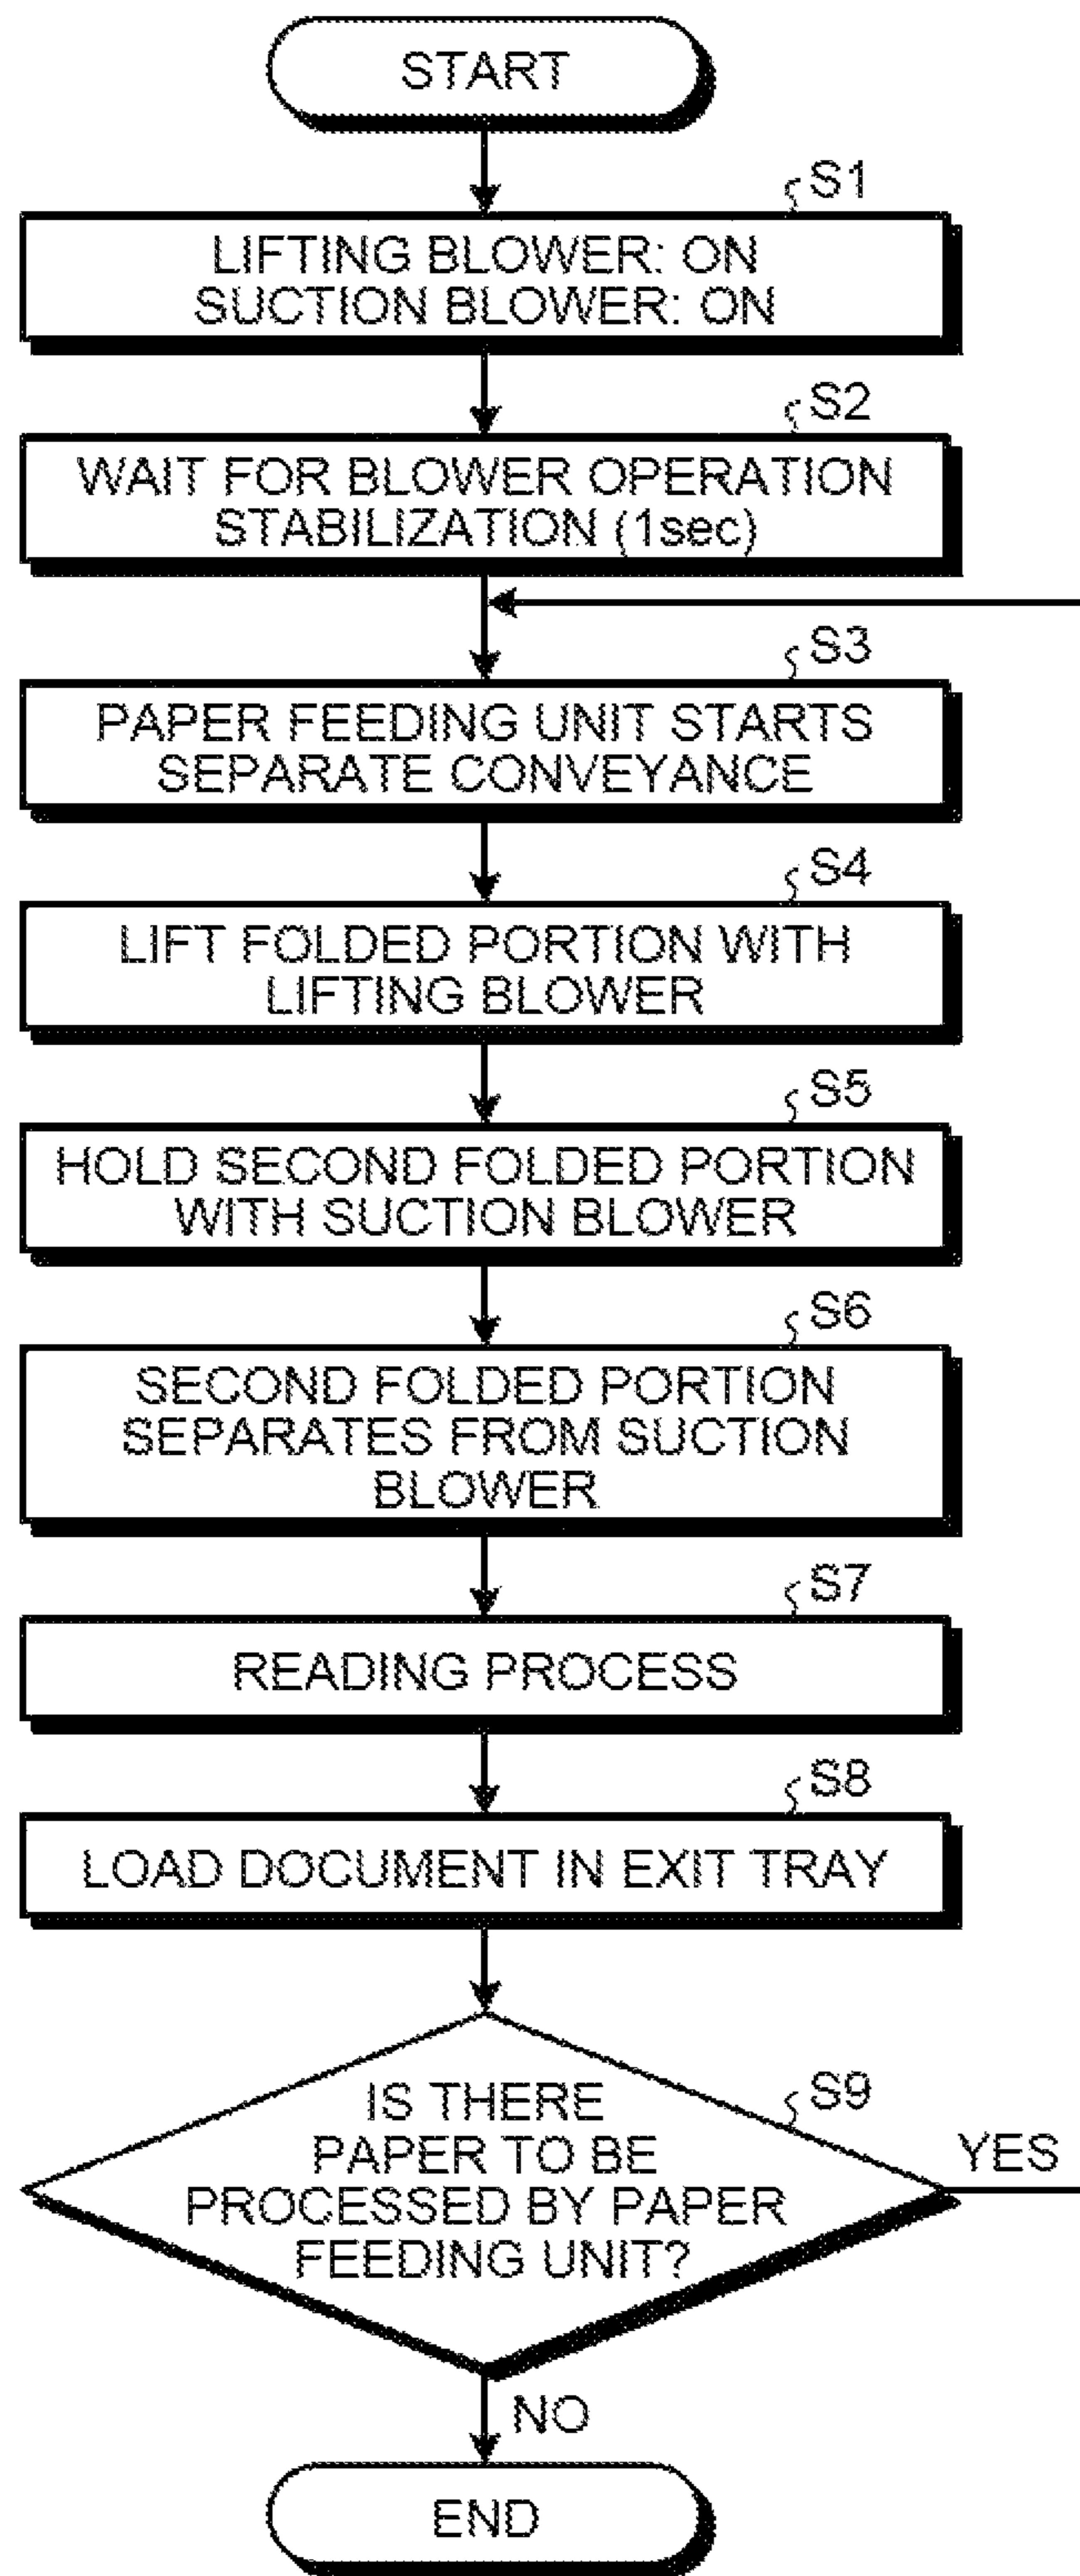 START
S1
LIFTING BLOWER: ON
SUCTION BLOWER: ON
S2
WAIT FOR BLOWER OPERATION
STABILIZATION (1sec)
S3
PAPER FEEDING UNIT STARTS
SEPARATE CONVEYANCE
S4
LIFT FOLDED PORTION WITH
LIFTING BLOWER
S5
HOLD SECOND FOLDED PORTION
WITH SUCTION BLOWER
S6
SECOND FOLDED PORTION
SEPARATES FROM SUCTION
BLOWER
S7
READING PROCESS
S8
LOAD DOCUMENT IN EXIT TRAY
S9
IS THERE
PAPER TO BE
PROCESSED BY PAPER
FEEDING UNIT?
YES
NO
END